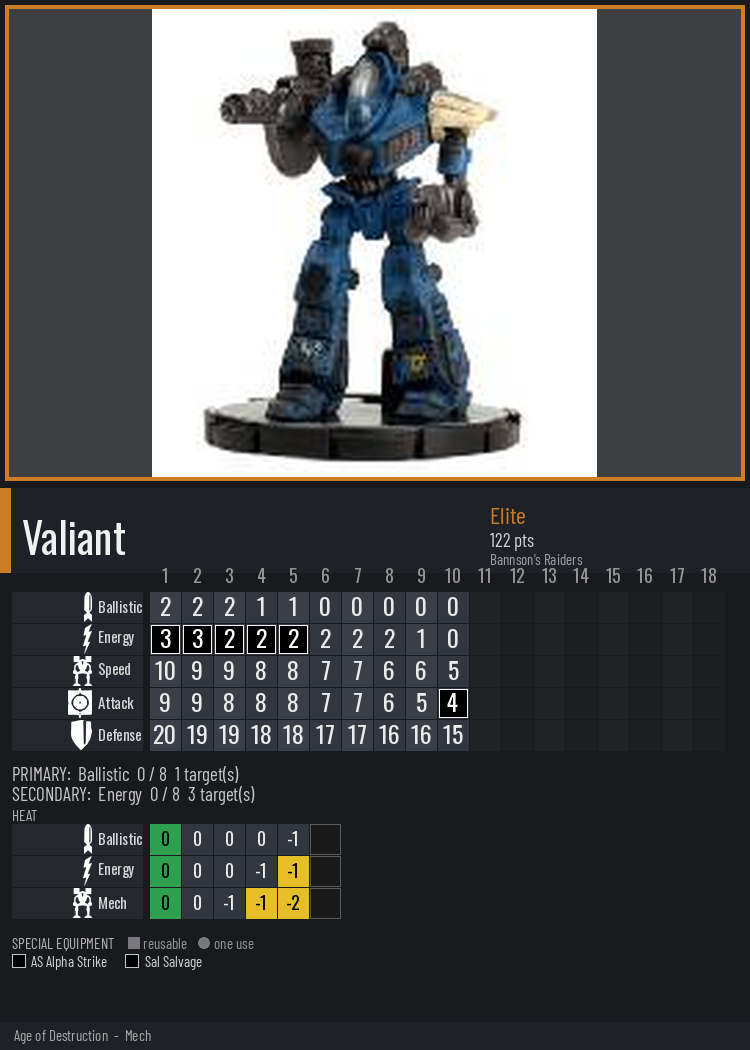 Valiant
Elite
122 pts
Bannson's Raiders
1 2 3 4 5 6 7 8 9 10 11 12 13 14 15 16 17 18
Ballistic 2 2 2 1 1 0 0 0 0 0
Energy 3 3 2 2 2 2 2 2 1 0
Speed 10 9 9 8 8 7 7 6 6 5
Attack 9 9 8 8 8 7 7 6 5 4
Defense 20 19 19 18 18 17 17 16 16 15
PRIMARY: Ballistic 0 / 8 1 target(s)
SECONDARY: Energy 0 / 8 3 target(s)
HEAT
Ballistic 0 0 0 0 -1
Energy 0 0 0 -1 -1
Mech 0 0 -1 -1 -2
SPECIAL EQUIPMENT reusable one use
AS Alpha Strike Sal Salvage
Age of Destruction - Mech